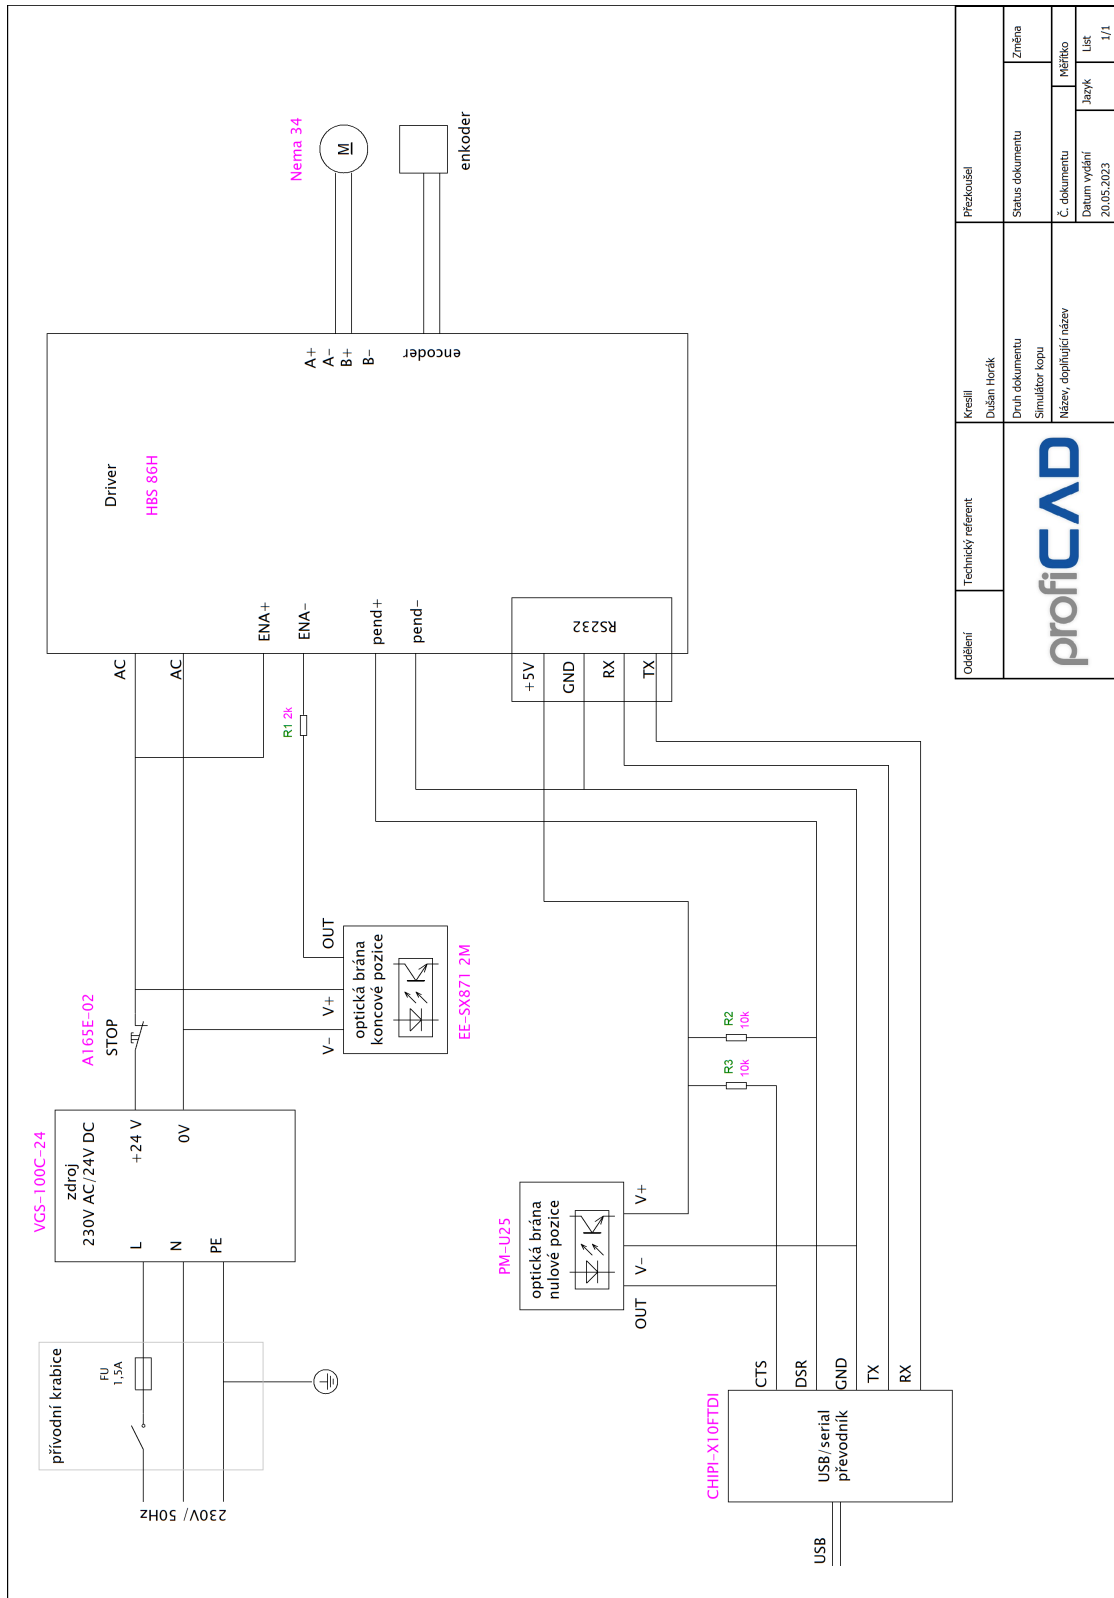 230V/ 50Hz
přívodní krabice
FU
1,5A
VGS-100C-24
zdroj
230V AC/24V DC
L
N
PE
+24 V
0V
A165E-02
STOP
V-
V+
OUT
optická brána
koncové pozice
EE-SX871 2M
R1 2k
AC
AC
ENA+
ENA-
pend+
pend-
Driver
HBS 86H
A+
A-
B+
B-
encoder
Nema 34
M
enkoder
RS232
+5V
GND
RX
TX
PM-U25
optická brána
nulové pozice
OUT
V-
V+
R3
10k
R2
10k
CHIPI-X10FTDI
USB/serial
převodník
USB
CTS
DSR
GND
TX
RX
Oddělení
Technický referent
Kreslil
Dušan Horák
Přezkoušel
proficAD
Druh dokumentu
Simulátor kopu
Status dokumentu
Změna
Název, doplňující název
Č. dokumentu
Měřítko
Datum vydání
20.05.2023
Jazyk
List
1/1